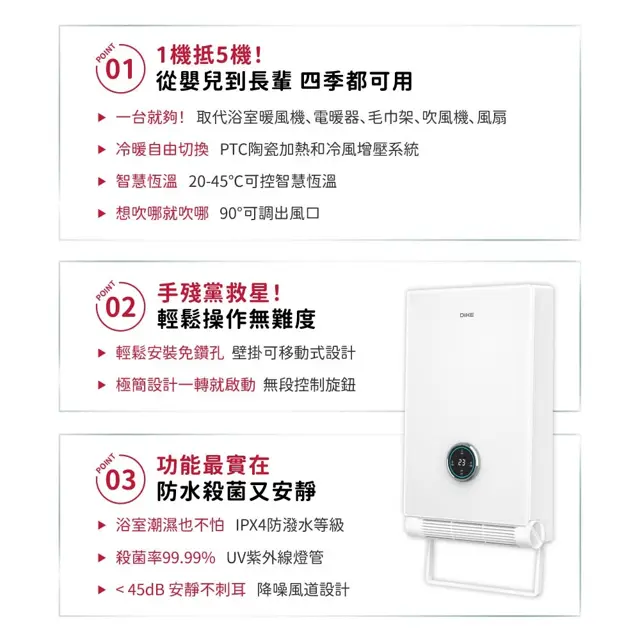 POINT
01
1機抵5機!
從嬰兒到長輩 四季都可用
一台就夠! 取代浴室暖風機、電暖器、毛巾架、吹風機、風扇
冷暖自由切換 PTC陶瓷加熱和冷風增壓系統
智慧恆溫 20-45℃可控智慧恆溫
想吹哪就吹哪 90°可調出風口
POINT
02
手殘黨救星!
輕鬆操作無難度
輕鬆安裝免鑽孔 壁掛可移動式設計
極簡設計一轉就啟動 無段控制旋鈕
DIKE
23
POINT
03
功能最實在
防水殺菌又安靜
浴室潮濕也不怕 IPX4防潑水等級
殺菌率99.99% UV紫外線燈管
< 45dB 安靜不刺耳 降噪風道設計